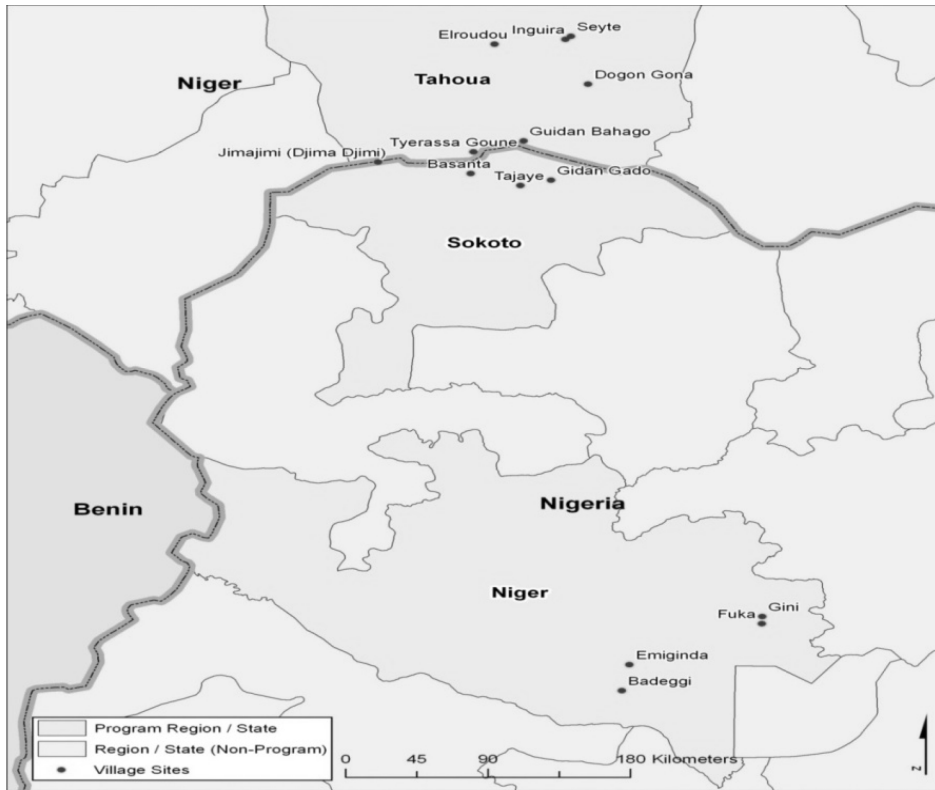 Elroudou
Inguira
Seyte
Niger
Tahoua
Dogon Gona
Guidan Bahago
Tyerassa Goune
Jimajimi (Djima Djimi)
Basanta
Tajaye
Gidan Gado
Sokoto
Benin
Nigeria
Niger
Fuka
Gini
Emiginda
Badeggi
Program Region / State
Region / State (Non-Program)
Village Sites
0 45 90 180 Kilometers
N